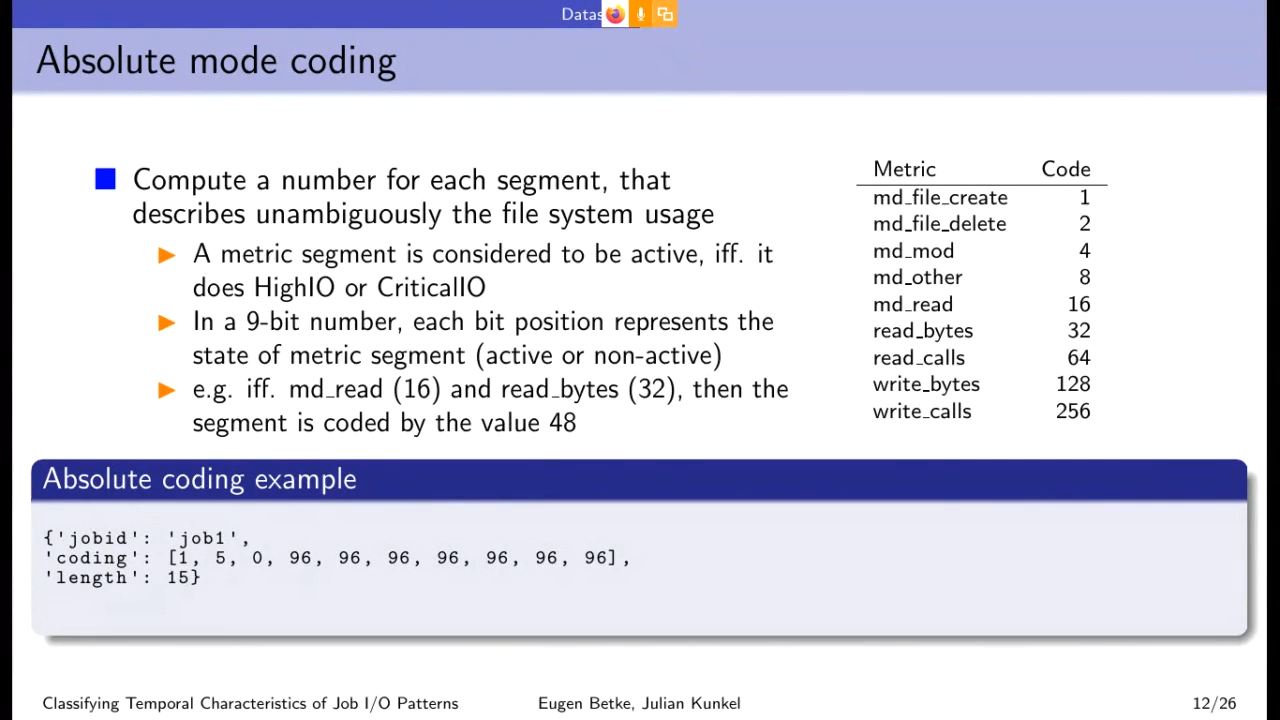 Datas
Absolute mode coding
Compute a number for each segment, that
describes unambiguously the file system usage
A metric segment is considered to be active, iff. it
does HighIO or CriticalIO
In a 9-bit number, each bit position represents the
state of metric segment (active or non-active)
e.g. iff. md_read (16) and read_bytes (32), then the
segment is coded by the value 48
Metric Code
md_file_create 1
md_file_delete 2
md_mod 4
md_other 8
md_read 16
read_bytes 32
read_calls 64
write_bytes 128
write_calls 256
Absolute coding example
{'jobid': 'job1',
'coding': [1, 5, 0, 96, 96, 96, 96, 96, 96, 96],
'length': 15}
Classifying Temporal Characteristics of Job I/O Patterns Eugen Betke, Julian Kunkel 12/26